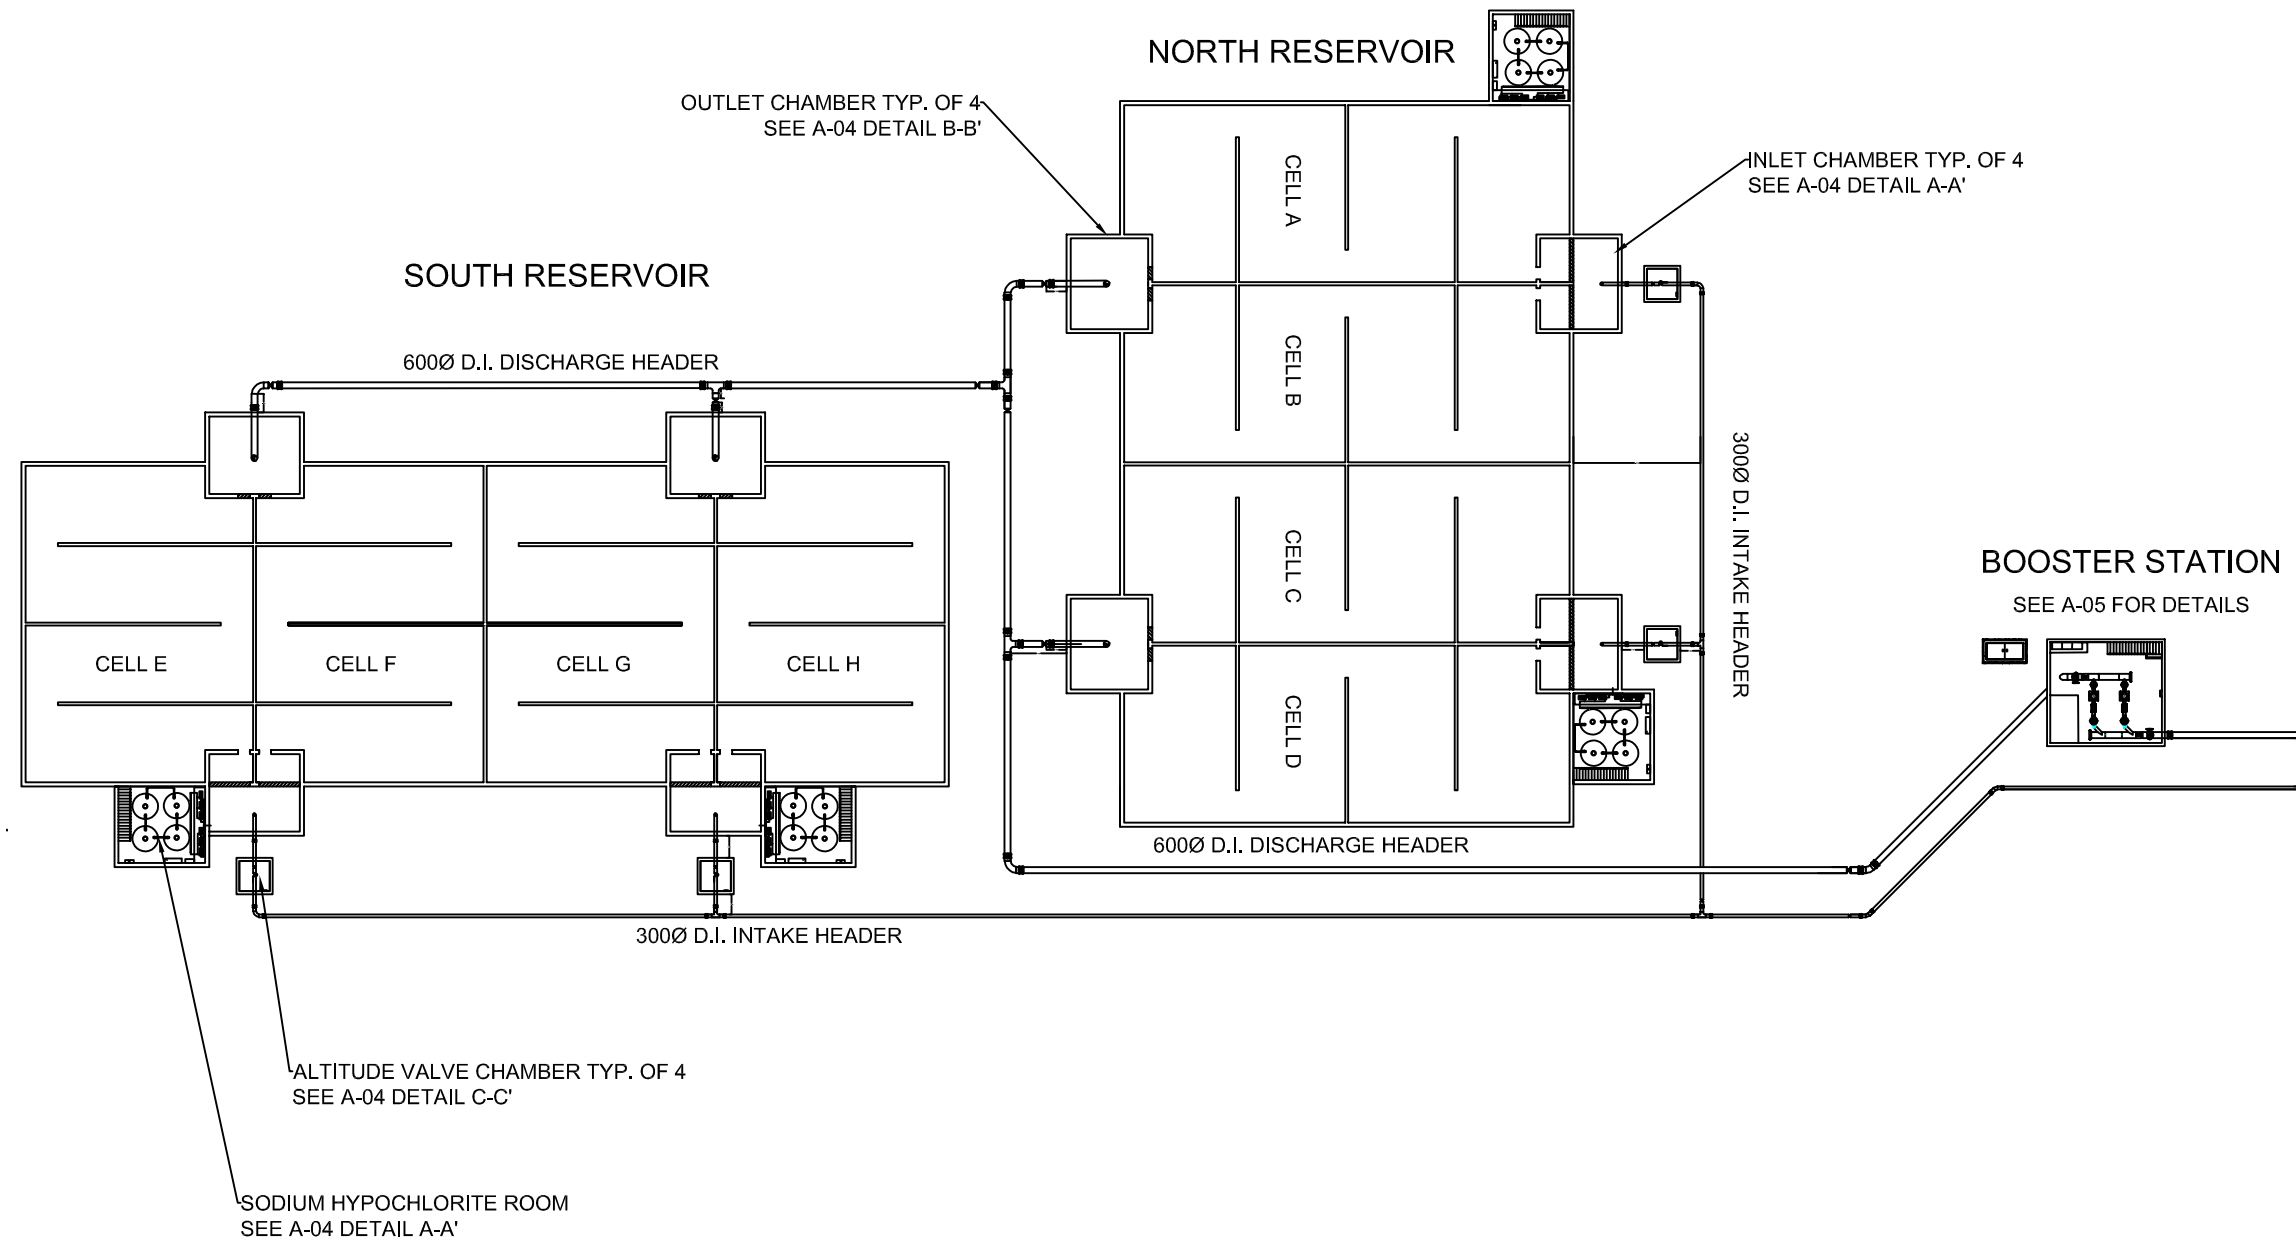 NORTH RESERVOIR
OUTLET CHAMBER TYP. OF 4
SEE A-04 DETAIL B-B'
INLET CHAMBER TYP. OF 4
SEE A-04 DETAIL A-A'
CELL A
SOUTH RESERVOIR
600Ø D.I. DISCHARGE HEADER
CELL B
300Ø D.I. INTAKE HEADER
CELL C
BOOSTER STATION
SEE A-05 FOR DETAILS
CELL E
CELL F
CELL G
CELL H
CELL D
600Ø D.I. DISCHARGE HEADER
300Ø D.I. INTAKE HEADER
ALTITUDE VALVE CHAMBER TYP. OF 4
SEE A-04 DETAIL C-C'
SODIUM HYPOCHLORITE ROOM
SEE A-04 DETAIL A-A'